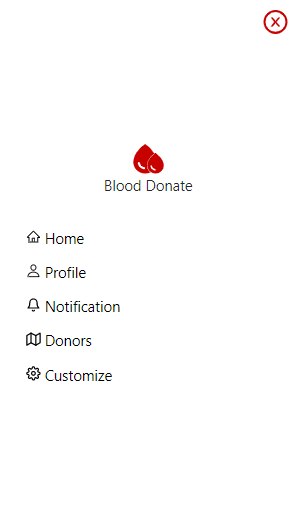 Blood Donate
Home
Profile
Notification
Donors
Customize